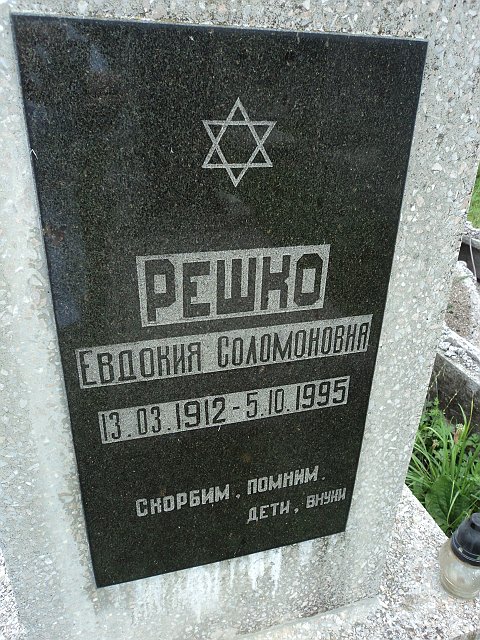 РЕШКО
ЕВДОКИЯ СОЛОМОНОВНА
13.03.1912-5.10.1995
СКОРБИМ, ПОМНИМ.
ДЕТИ, ВНУКИ